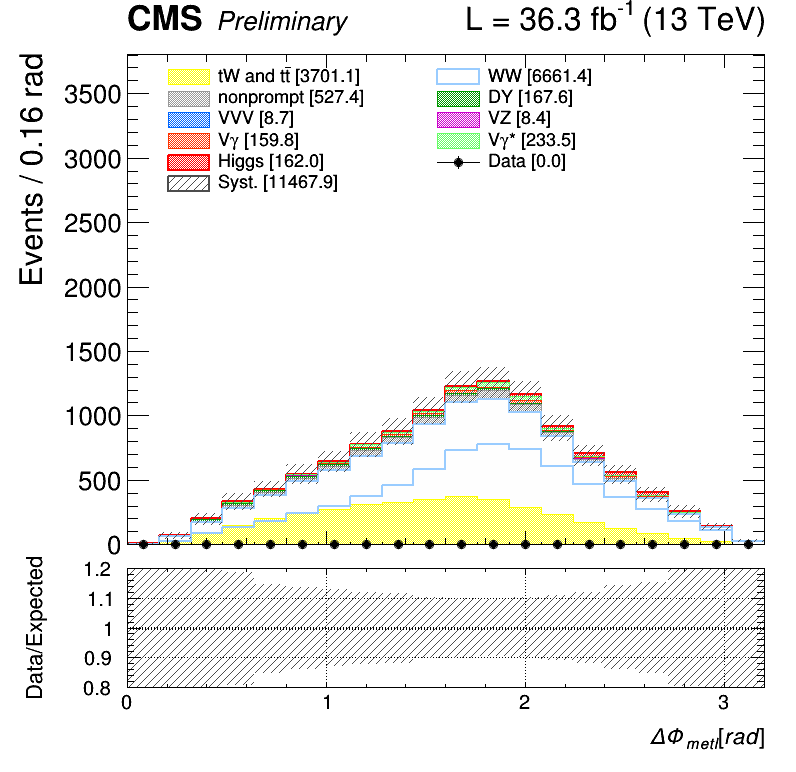 CMS Preliminary L = 36.3 fb⁻¹ (13 TeV)
Events / 0.16 rad
3500
3000
2500
2000
1500
1000
500
0
tW and tt̄ [3701.1]
nonprompt [527.4]
VVV [8.7]
Vγ [159.8]
Higgs [162.0]
Syst. [11467.9]
WW [6661.4]
DY [167.6]
VZ [8.4]
Vγ* [233.5]
Data [0.0]
Data/Expected
1.2
1.1
1
0.9
0.8
0 1 2 3
ΔΦmetl[rad]